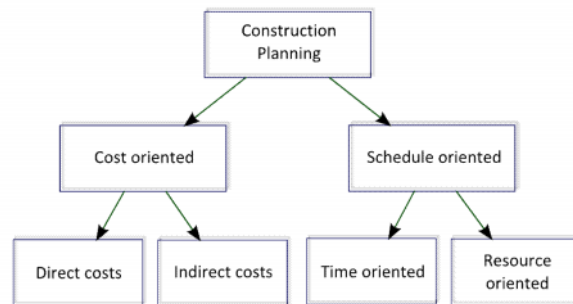 Construction
Planning
Cost oriented
Schedule oriented
Direct costs
Indirect costs
Time oriented
Resource
oriented